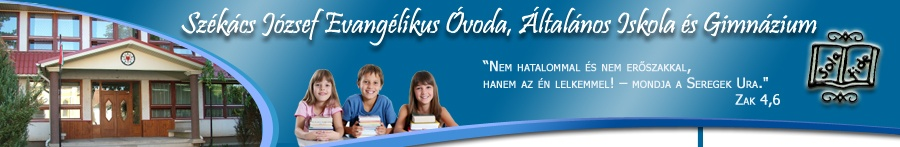 Székács József Evangélikus Óvoda, Általános Iskola és Gimnázium
"Nem hatalommal és nem erőszakkal,
hanem az én lelkemmel! – mondja a Seregek Ura."
Zak 4,6
Sola